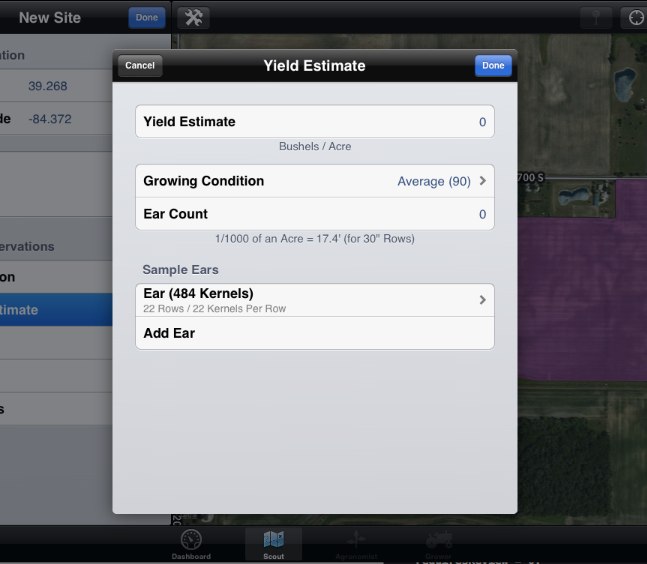 New Site
Done
Cancel
Yield Estimate
Done
ation
39.268
de
-84.372
Yield Estimate
0
Bushels / Acre
Growing Condition
Average (90)
Ear Count
0
1/1000 of an Acre = 17.4' (for 30" Rows)
700 S
ervations
on
timate
s
Sample Ears
Ear (484 Kernels)
22 Rows / 22 Kernels Per Row
Add Ear
Dashboard
Scout
Agronomist
Grower